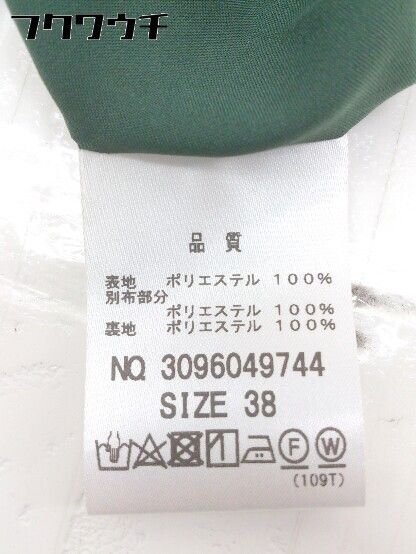 フクワウチ
品質
表地 ポリエステル 100%
別布部分
ポリエステル 100%
裏地 ポリエステル 100%
NO 3096049744
SIZE 38
F W
(109T)